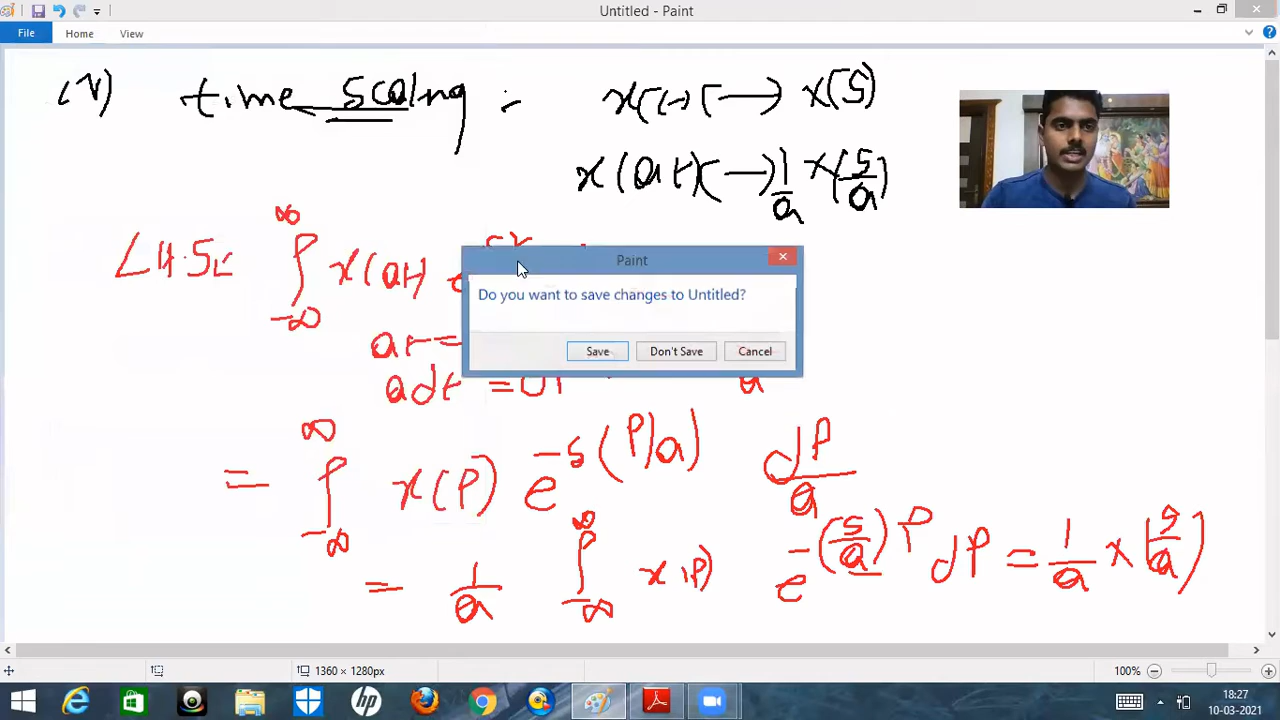 Untitled - Paint
File Home View
(V) time scaling :- x(t) ⟷ X(S)
x(at) ⟷ 1/a X(S/a)
L.H.S:- ∫ ∞ -∞ x(at) e
at =
adt = dP a
Paint
Do you want to save changes to Untitled?
Save Don't Save Cancel
= ∫ ∞ -∞ x(P) e -s(P/a) dP/a
= 1/a ∫ ∞ -∞ x(P) e -(S/a)P dP = 1/a X(S/a)
1360 × 1280px 100%
18:27
10-03-2021